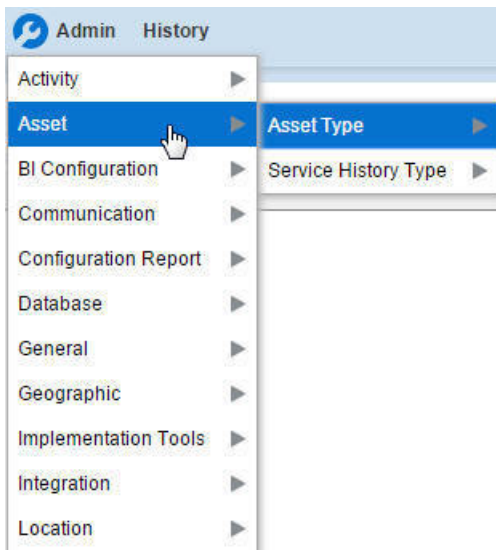 Admin History
Activity
Asset
Asset Type
BI Configuration
Service History Type
Communication
Configuration Report
Database
General
Geographic
Implementation Tools
Integration
Location